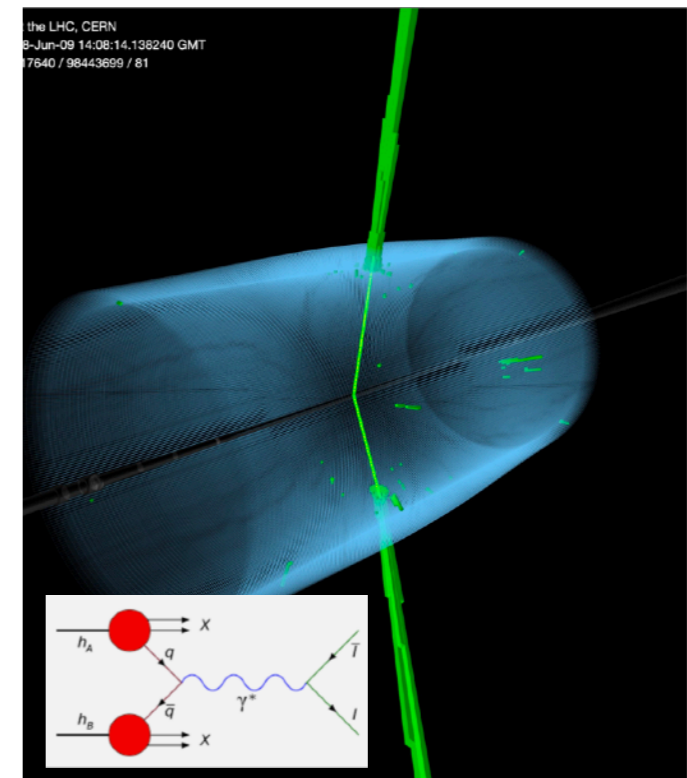 the LHC, CERN
8-Jun-09 14:08:14.138240 GMT
17640 / 98443699 / 81
h_A
X
q
γ*
l̅
q̅
h_B
X
l